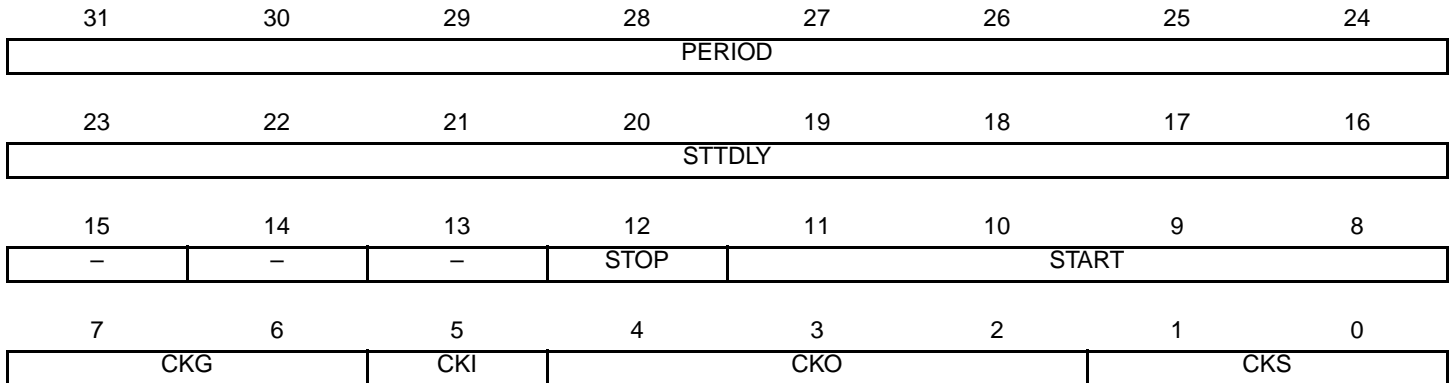 31 30 29 28 27 26 25 24
PERIOD
23 22 21 20 19 18 17 16
STTDLY
15 14 13 12 11 10 9 8
– – – STOP START
7 6 5 4 3 2 1 0
CKG CKI CKO CKS